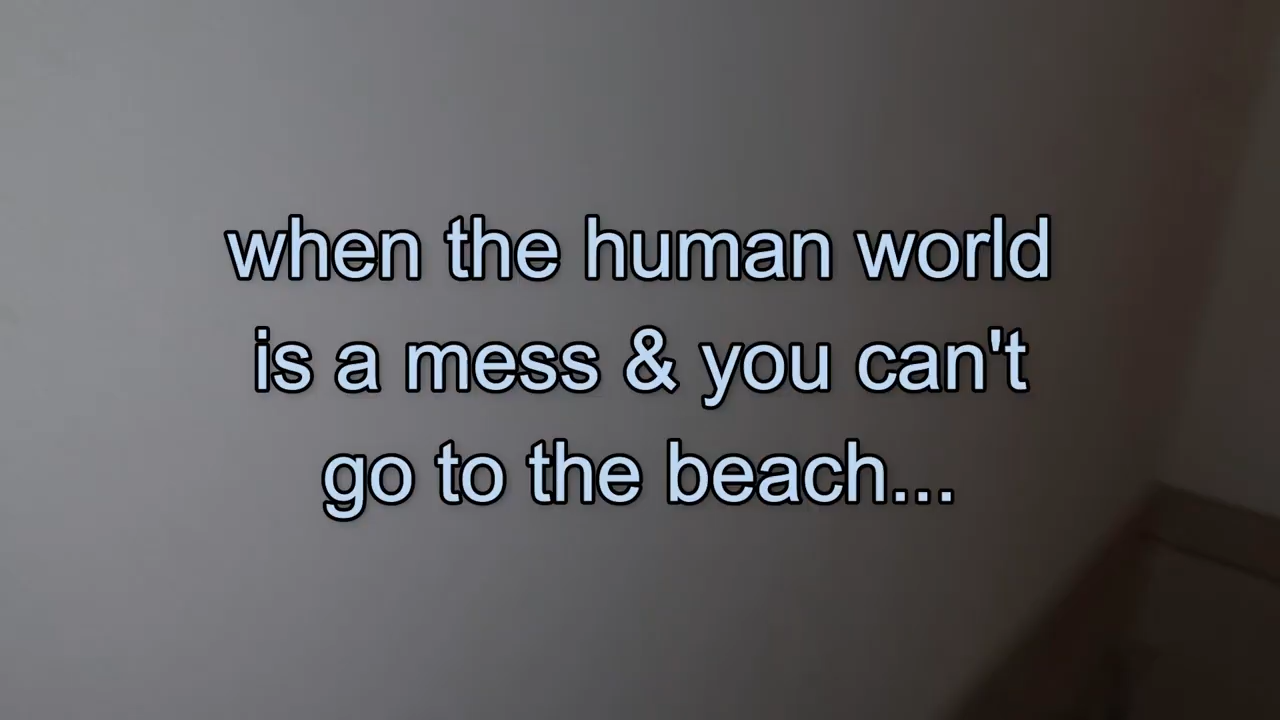 when the human world
is a mess & you can't
go to the beach...